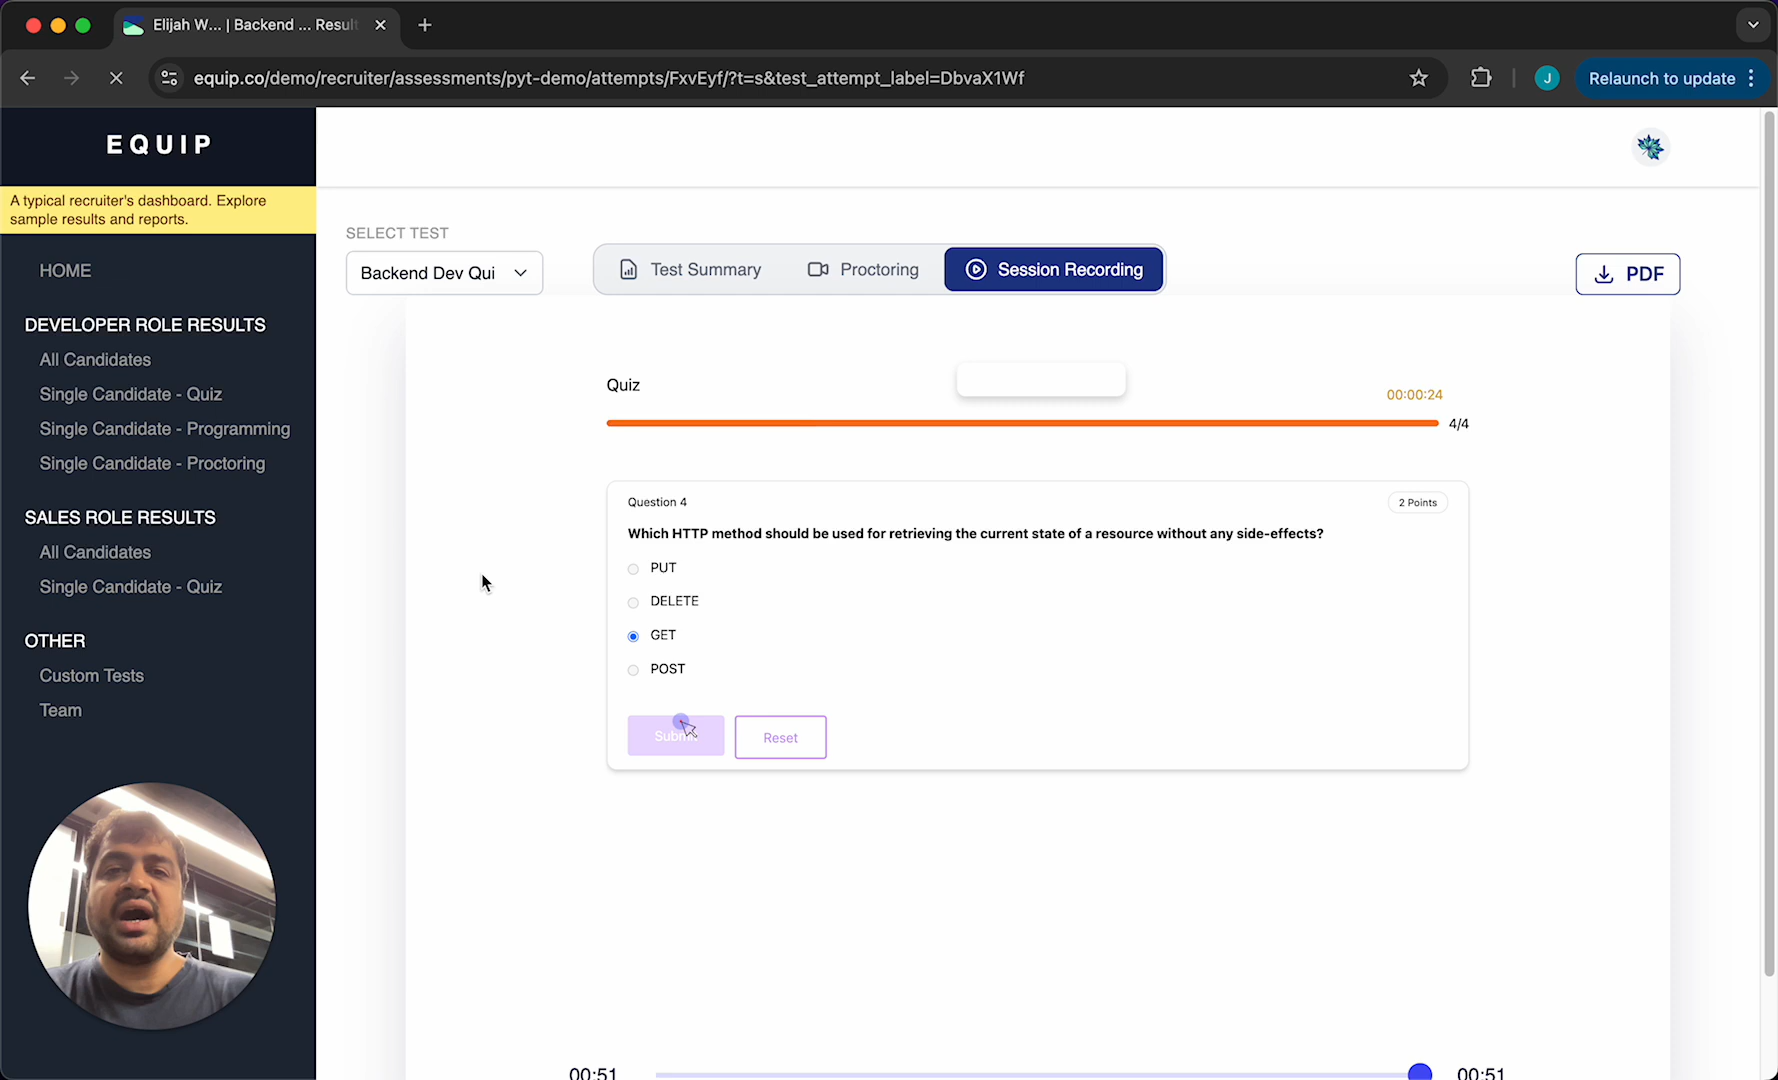 Elijah W... | Backend ... Result
equip.co/demo/recruiter/assessments/pyt-demo/attempts/FxvEyf/?t=s&test_attempt_label=DbvaX1Wf
J
Relaunch to update
EQUIP
A typical recruiter's dashboard. Explore
sample results and reports.
HOME
DEVELOPER ROLE RESULTS
All Candidates
Single Candidate - Quiz
Single Candidate - Programming
Single Candidate - Proctoring
SALES ROLE RESULTS
All Candidates
Single Candidate - Quiz
OTHER
Custom Tests
Team
SELECT TEST
Backend Dev Qui
Test Summary
Proctoring
Session Recording
PDF
Quiz
00:00:24
4/4
Question 4
2 Points
Which HTTP method should be used for retrieving the current state of a resource without any side-effects?
PUT
DELETE
GET
POST
Reset
00:51
00:51